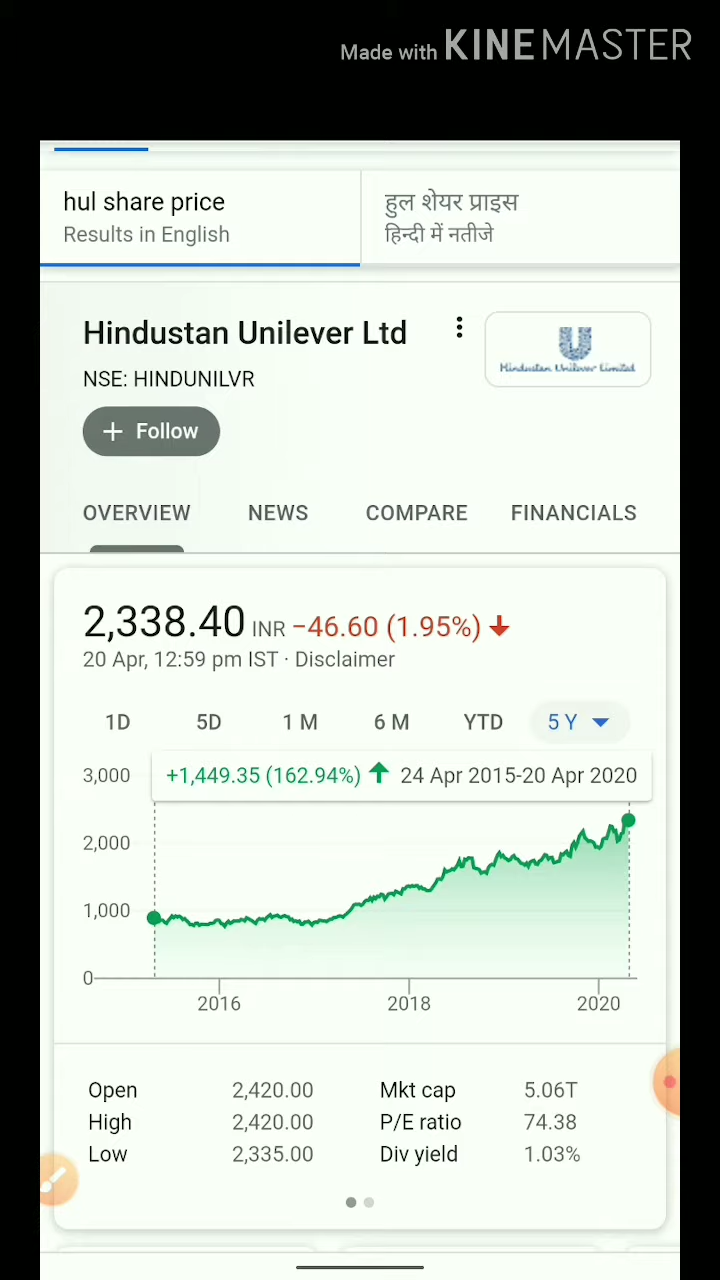 Made with KINEMASTER
hul share price
Results in English
हुल शेयर प्राइस
हिन्दी में नतीजे
Hindustan Unilever Ltd
NSE: HINDUNILVR
+ Follow
Hindustan Unilever Limited
OVERVIEW NEWS COMPARE FINANCIALS
2,338.40 INR −46.60 (1.95%)
20 Apr, 12:59 pm IST · Disclaimer
1D 5D 1 M 6 M YTD 5 Y
+1,449.35 (162.94%) 24 Apr 2015-20 Apr 2020
3,000
2,000
1,000
0
2016 2018 2020
Open 2,420.00 Mkt cap 5.06T
High 2,420.00 P/E ratio 74.38
Low 2,335.00 Div yield 1.03%